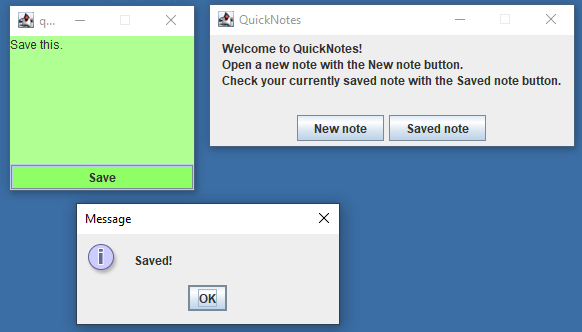 q...
Save this.
Save
QuickNotes
Welcome to QuickNotes!
Open a new note with the New note button.
Check your currently saved note with the Saved note button.
New note
Saved note
Message
Saved!
OK